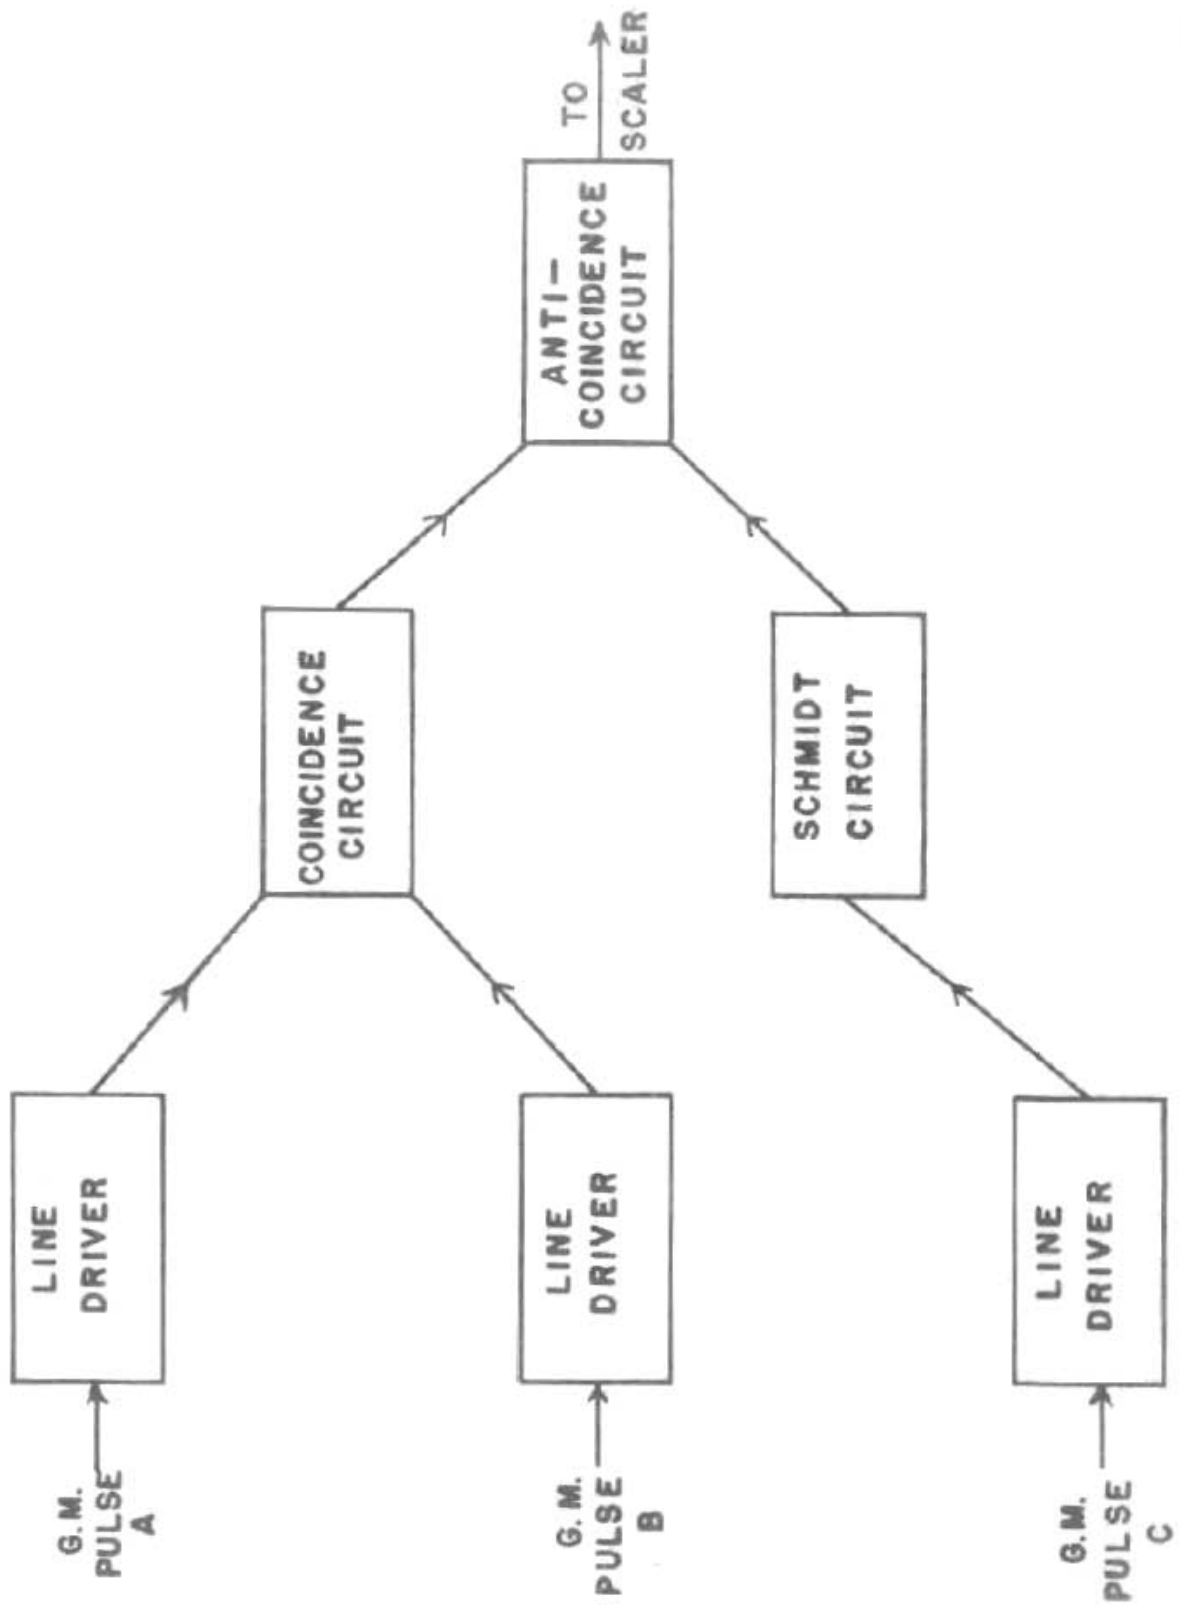 G.M.
PULSE
A
LINE
DRIVER
G.M.
PULSE
B
LINE
DRIVER
G.M.
PULSE
C
LINE
DRIVER
COINCIDENCE
CIRCUIT
SCHMIDT
CIRCUIT
ANTI-
COINCIDENCE
CIRCUIT
TO
SCALER